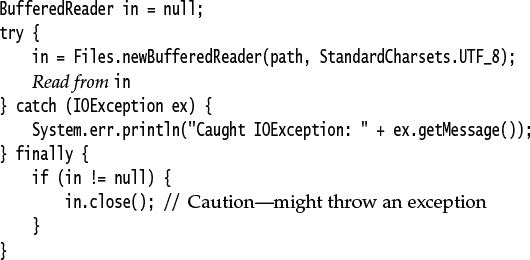 BufferedReader in = null;
try {
    in = Files.newBufferedReader(path, StandardCharsets.UTF_8);
    Read from in
} catch (IOException ex) {
    System.err.println("Caught IOException: " + ex.getMessage());
} finally {
    if (in != null) {
        in.close(); // Caution—might throw an exception
    }
}